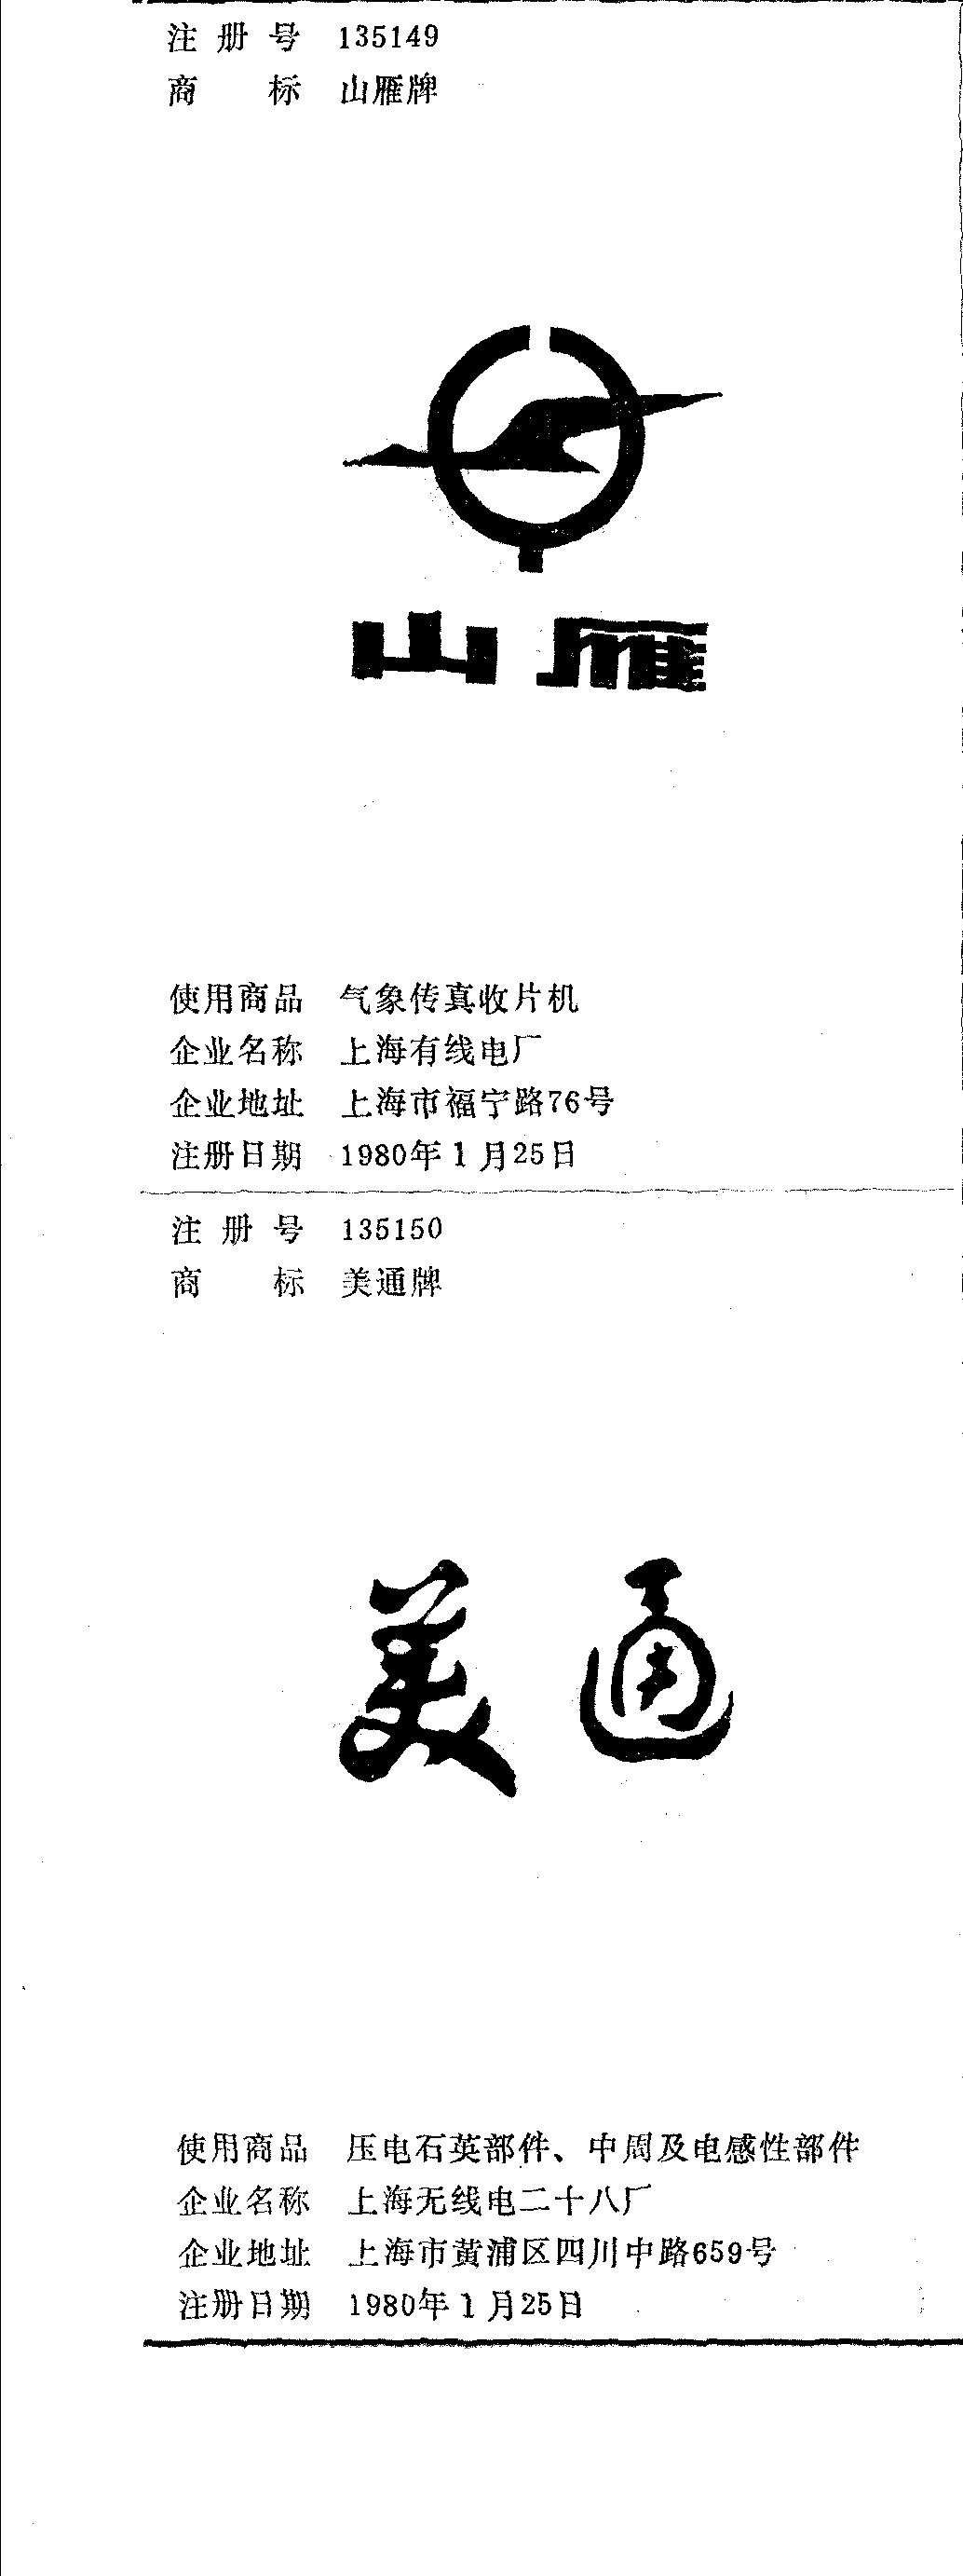 注册号 135149
商标 山雁牌
山雁
使用商品 气象传真收片机
企业名称 上海有线电厂
企业地址 上海市福宁路76号
注册日期 1980年1月25日
注册号 135150
商标 美通牌
美通
使用商品 压电石英部件、中周及电感性部件
企业名称 上海无线电二十八厂
企业地址 上海市黄浦区四川中路659号
注册日期 1980年1月25日